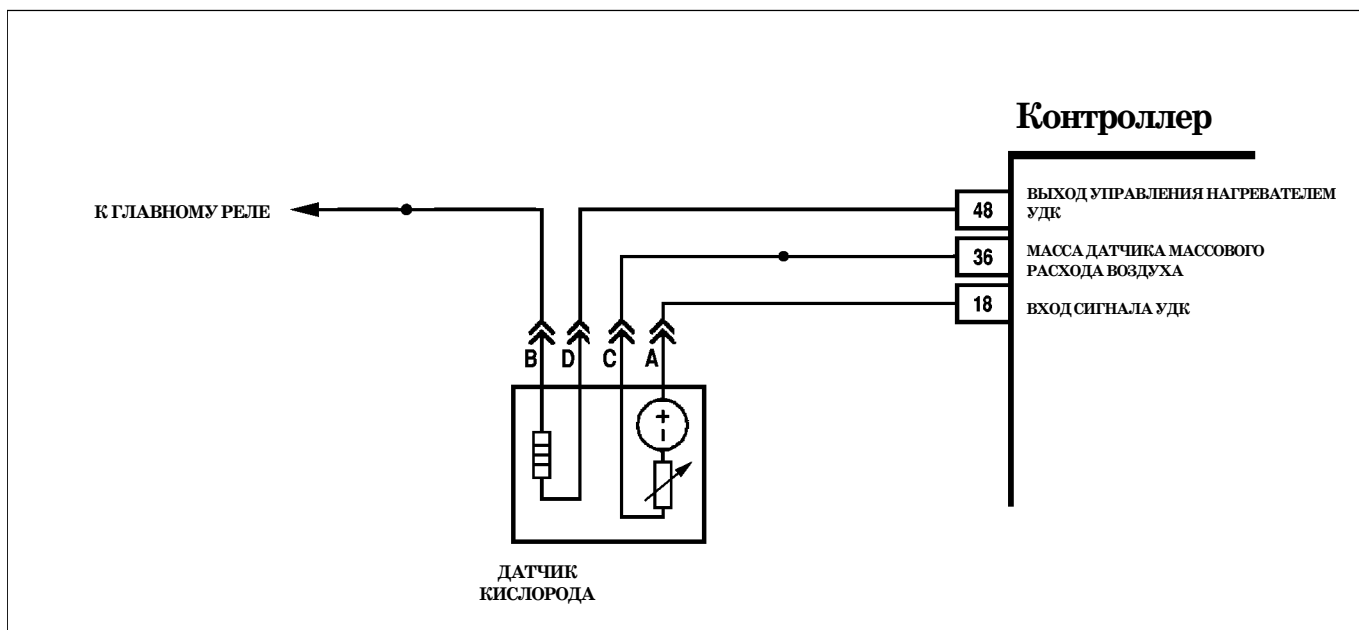 Контроллер
К ГЛАВНОМУ РЕЛЕ
48
ВЫХОД УПРАВЛЕНИЯ НАГРЕВАТЕЛЕМ
УДК
36
МАССА ДАТЧИКА МАССОВОГО
РАСХОДА ВОЗДУХА
18
ВХОД СИГНАЛА УДК
B D C A
+
−
ДАТЧИК
КИСЛОРОДА